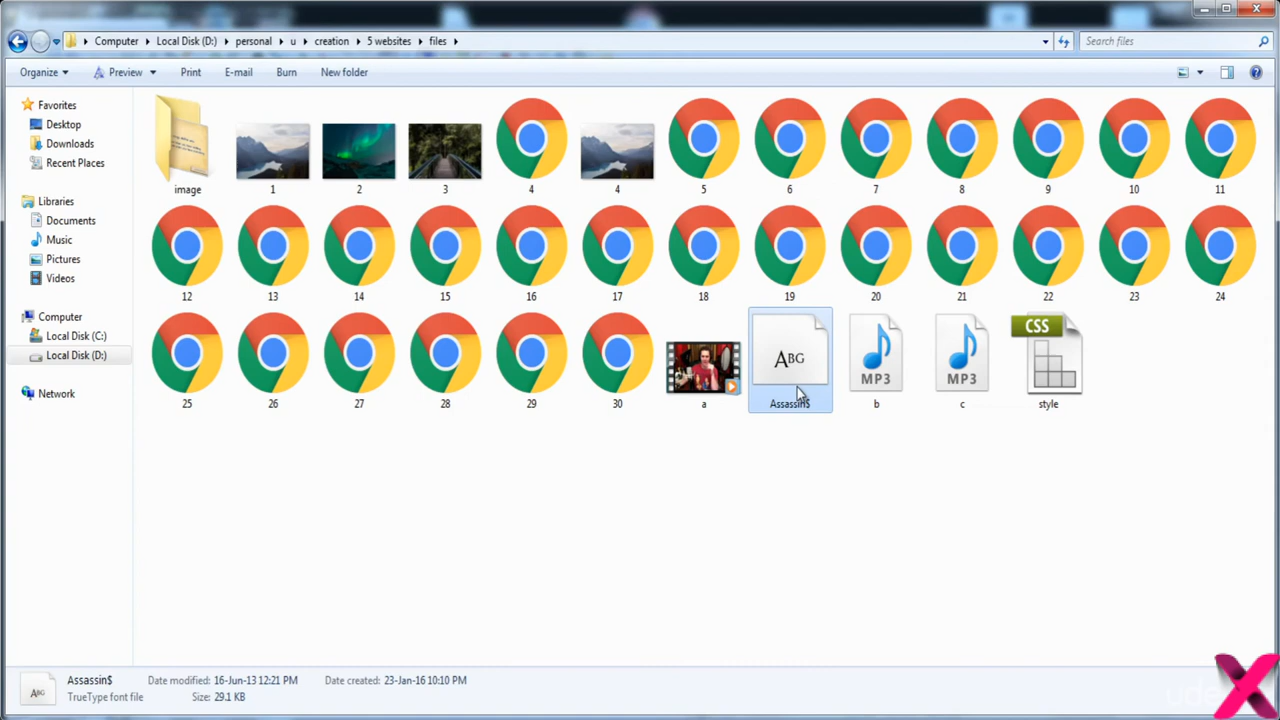 Computer Local Disk (D:) personal u creation 5 websites files Search files
Organize Preview Print E-mail Burn New folder
Favorites
Desktop
Downloads
Recent Places
Libraries
Documents
Music
Pictures
Videos
Computer
Local Disk (C:)
Local Disk (D:)
Network
image 1 2 3 4 4 5 6 7 8 9 10 11
12 13 14 15 16 17 18 19 20 21 22 23 24
ABG MP3 MP3 CSS
25 26 27 28 29 30 a Assassin$ b c style
ABG
Assassin$ Date modified: 16-Jun-13 12:21 PM Date created: 23-Jan-16 10:10 PM
TrueType font file Size: 29.1 KB
X